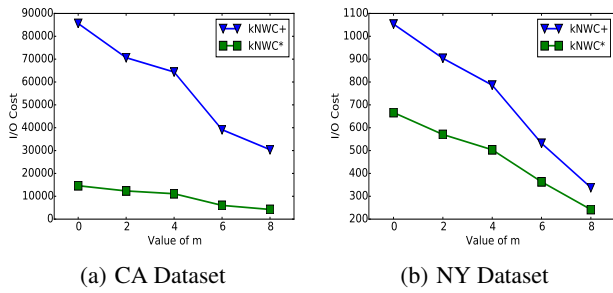 90000
80000
70000
60000
50000
40000
30000
20000
10000
0
I/O Cost
0 2 4 6 8
Value of m
kNWC+
kNWC*
(a) CA Dataset
1100
1000
900
800
700
600
500
400
300
200
I/O Cost
0 2 4 6 8
Value of m
kNWC+
kNWC*
(b) NY Dataset